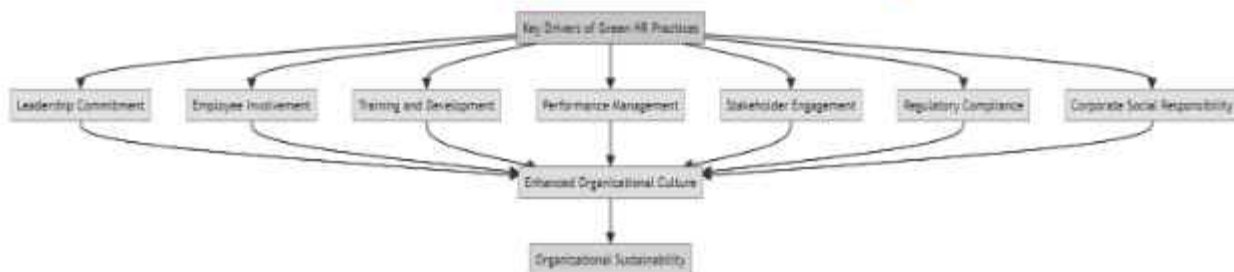 Key Drivers of Green HR Practices
Leadership Commitment
Employee Involvement
Training and Development
Performance Management
Stakeholder Engagement
Regulatory Compliance
Corporate Social Responsibility
Enhanced Organizational Culture
Organizational Sustainability